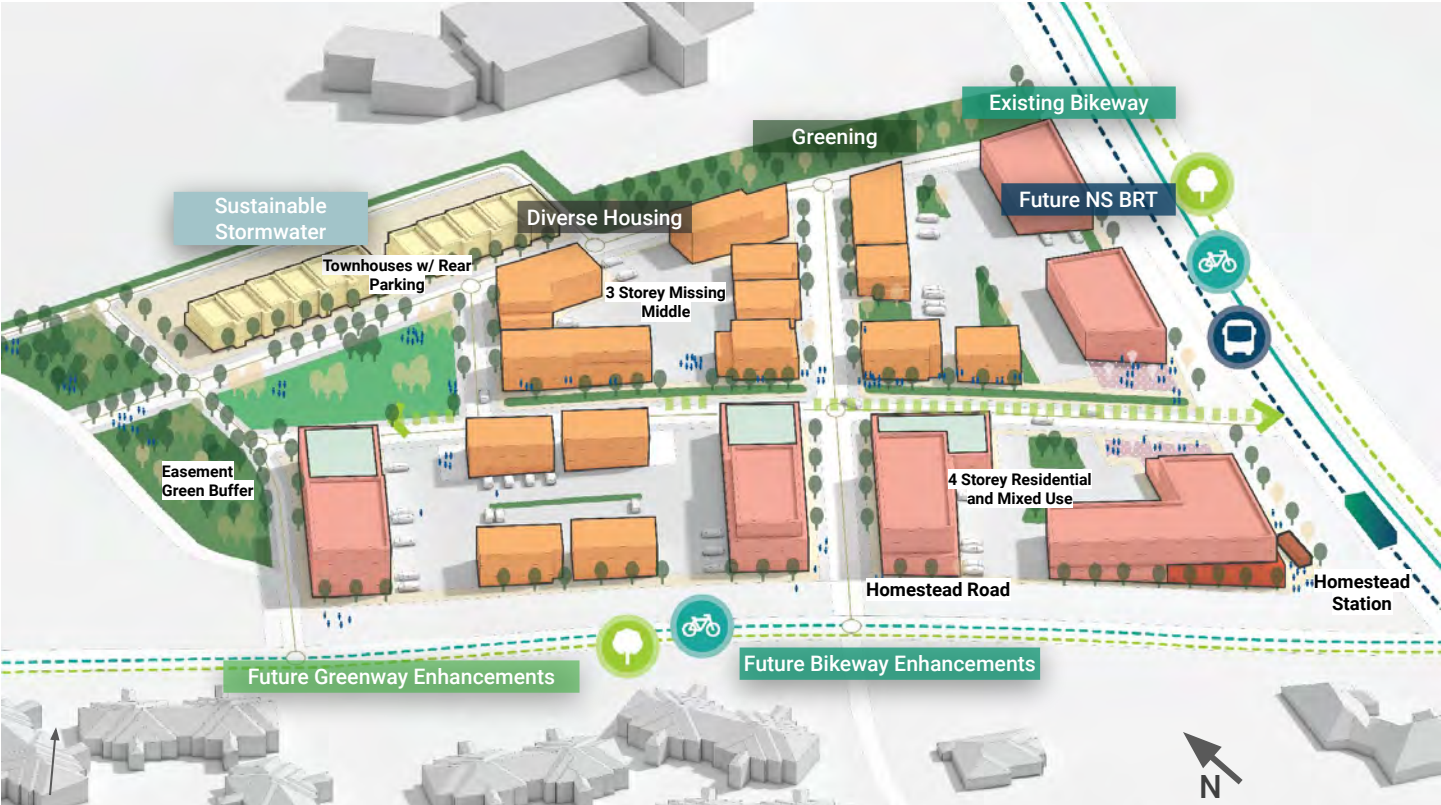 Existing Bikeway
Greening
Future NS BRT
Sustainable
Stormwater
Diverse Housing
Townhouses w/ Rear
Parking
3 Storey Missing
Middle
Easement
Green Buffer
4 Storey Residential
and Mixed Use
Homestead Road
Homestead
Station
Future Greenway Enhancements
Future Bikeway Enhancements
N